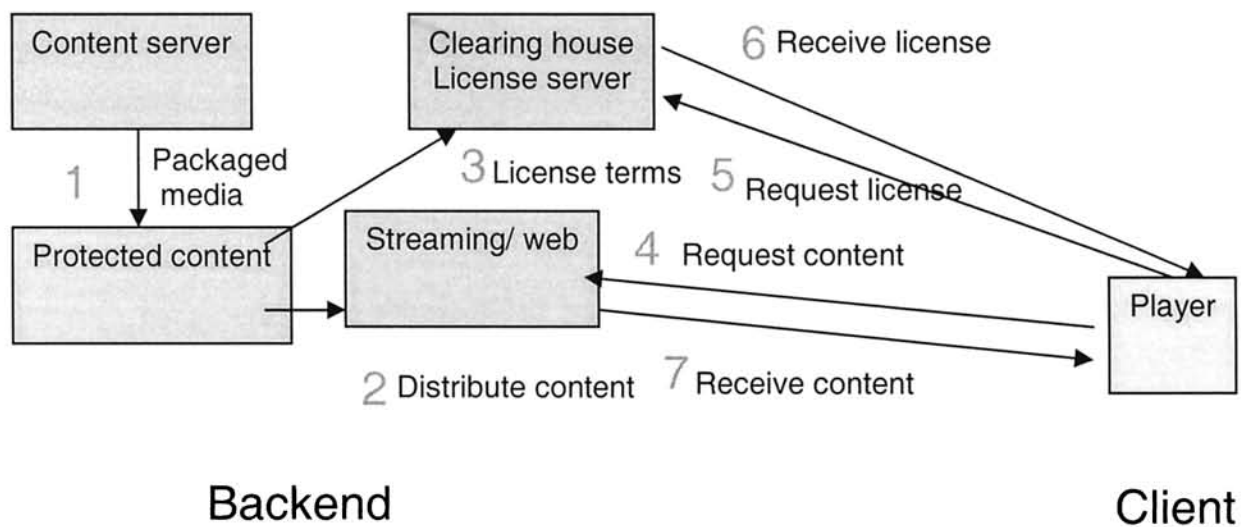 Content server
Clearing house
License server
6 Receive license
1
Packaged
media
3 License terms
5 Request license
Protected content
Streaming/ web
4 Request content
Player
2 Distribute content
7 Receive content
Backend
Client